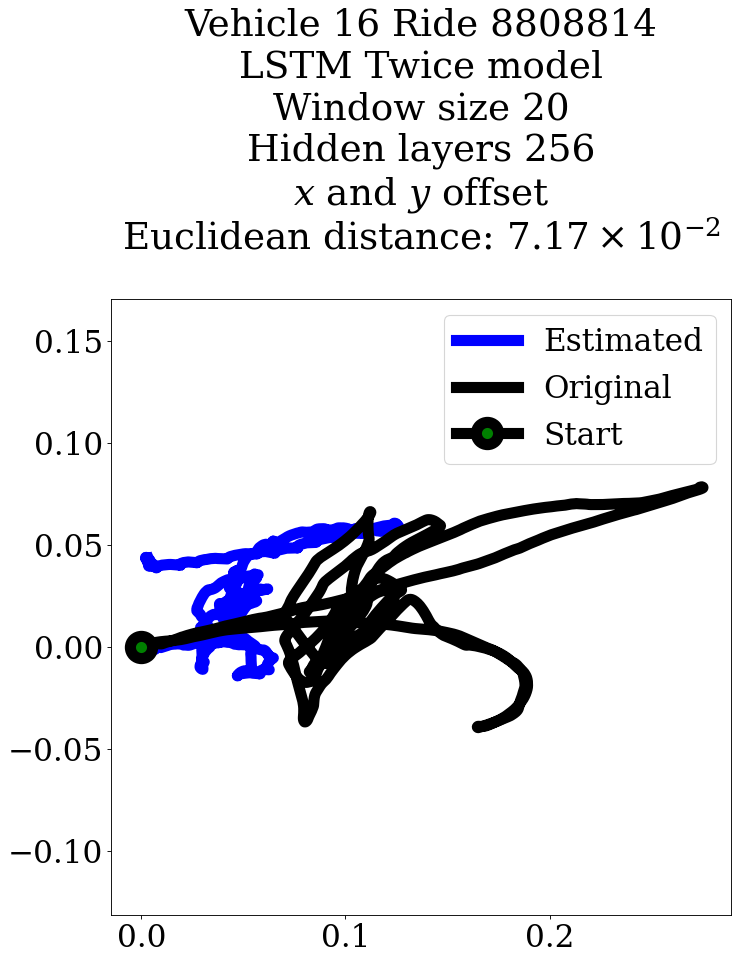 Vehicle 16 Ride 8808814
LSTM Twice model
Window size 20
Hidden layers 256
x and y offset
Euclidean distance: 7.17 × 10⁻²
Estimated
Original
Start
0.15
0.10
0.05
0.00
−0.05
−0.10
0.0 0.1 0.2